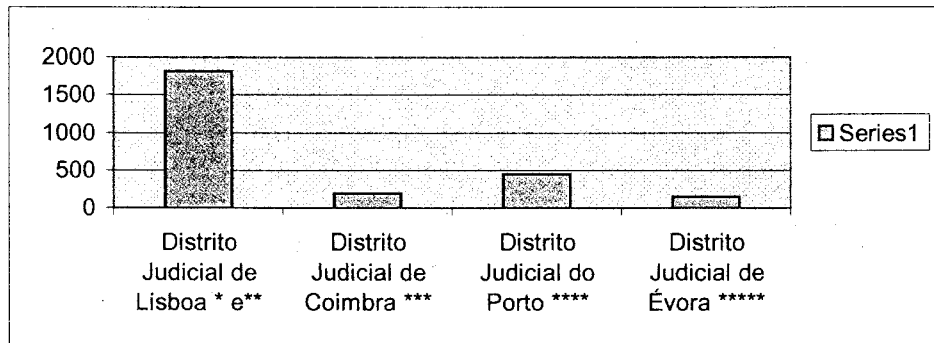 2000
1500
1000
500
0
Series1
Distrito
Judicial de
Lisboa * e**
Distrito
Judicial de
Coimbra ***
Distrito
Judicial do
Porto ****
Distrito
Judicial de
Évora *****